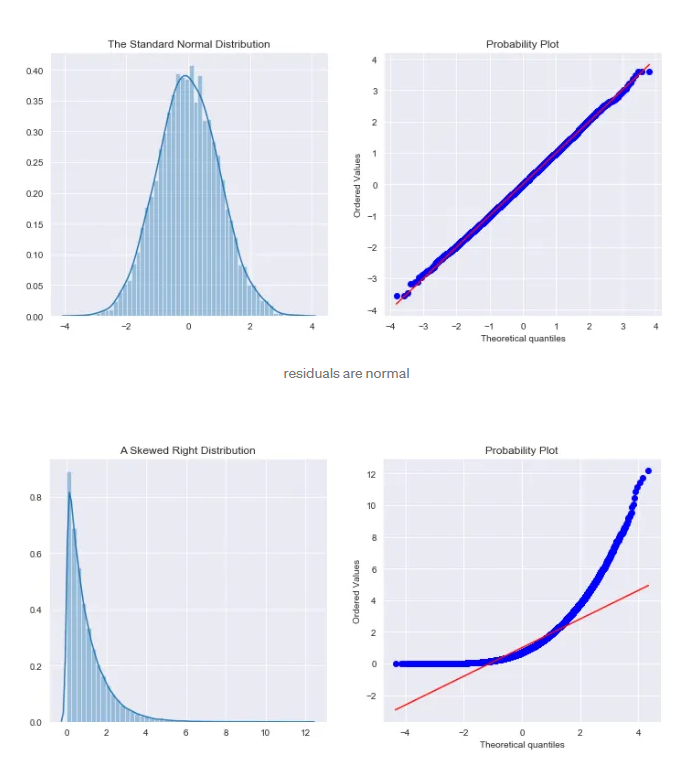 The Standard Normal Distribution
0.40
0.35
0.30
0.25
0.20
0.15
0.10
0.05
0.00
−4 −2 0 2 4
Probability Plot
4
3
2
1
0
−1
−2
−3
−4
Ordered Values
−4 −3 −2 −1 0 1 2 3 4
Theoretical quantiles
residuals are normal
A Skewed Right Distribution
0.8
0.6
0.4
0.2
0.0
0 2 4 6 8 10 12
Probability Plot
12
10
8
6
4
2
0
−2
Ordered Values
−4 −2 0 2 4
Theoretical quantiles